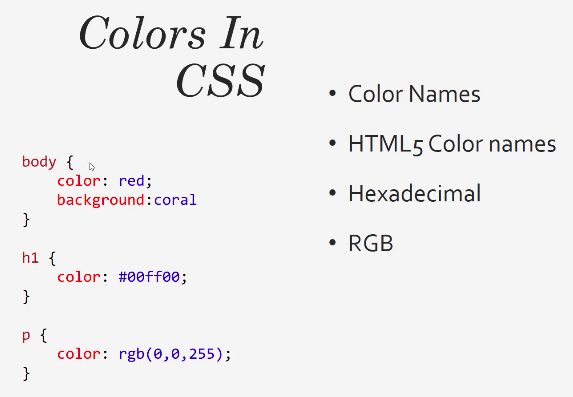 Colors In
CSS
body {
    color: red;
    background:coral
}
h1 {
    color: #00ff00;
}
p {
    color: rgb(0,0,255);
}
• Color Names
• HTML5 Color names
• Hexadecimal
• RGB